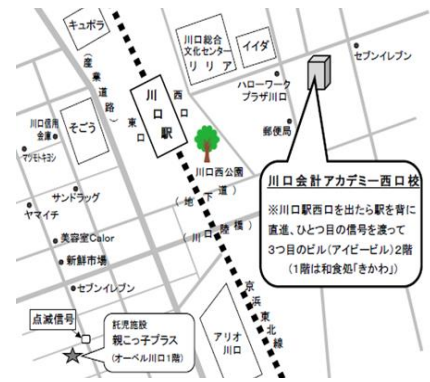 キュポラ
(産業道路)
川口総合
文化センター
リリア
イイダ
セブンイレブン
ハローワーク
プラザ川口
川口駅
西口
東口
そごう
川口信用
金庫
マツモトキヨシ
郵便局
川口西公園
(地下道)
(川口陸橋)
サンドラッグ
ヤマイチ
美容室Calor
新鮮市場
セブンイレブン
川口会計アカデミー西口校
※川口駅西口を出たら駅を背に
直進、ひとつ目の信号を渡って
3つ目のビル(アイビービル)2階
(1階は和食処「きかわ」)
京浜東北線
アリオ
川口
点滅信号
託児施設
親こっ子プラス
(オーベル川口1階)